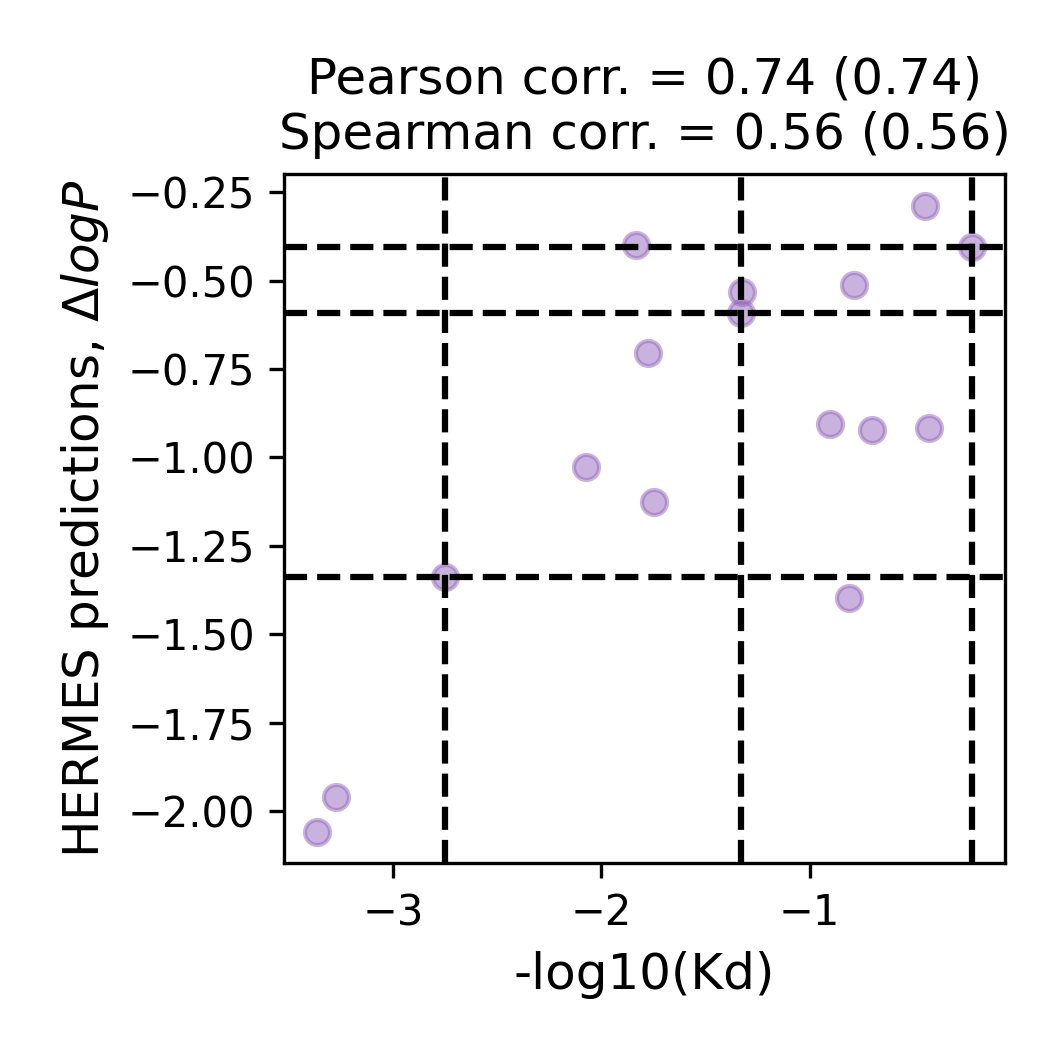 Pearson corr. = 0.74 (0.74)
Spearman corr. = 0.56 (0.56)
HERMES predictions, ΔlogP
−0.25
−0.50
−0.75
−1.00
−1.25
−1.50
−1.75
−2.00
−3
−2
−1
-log10(Kd)